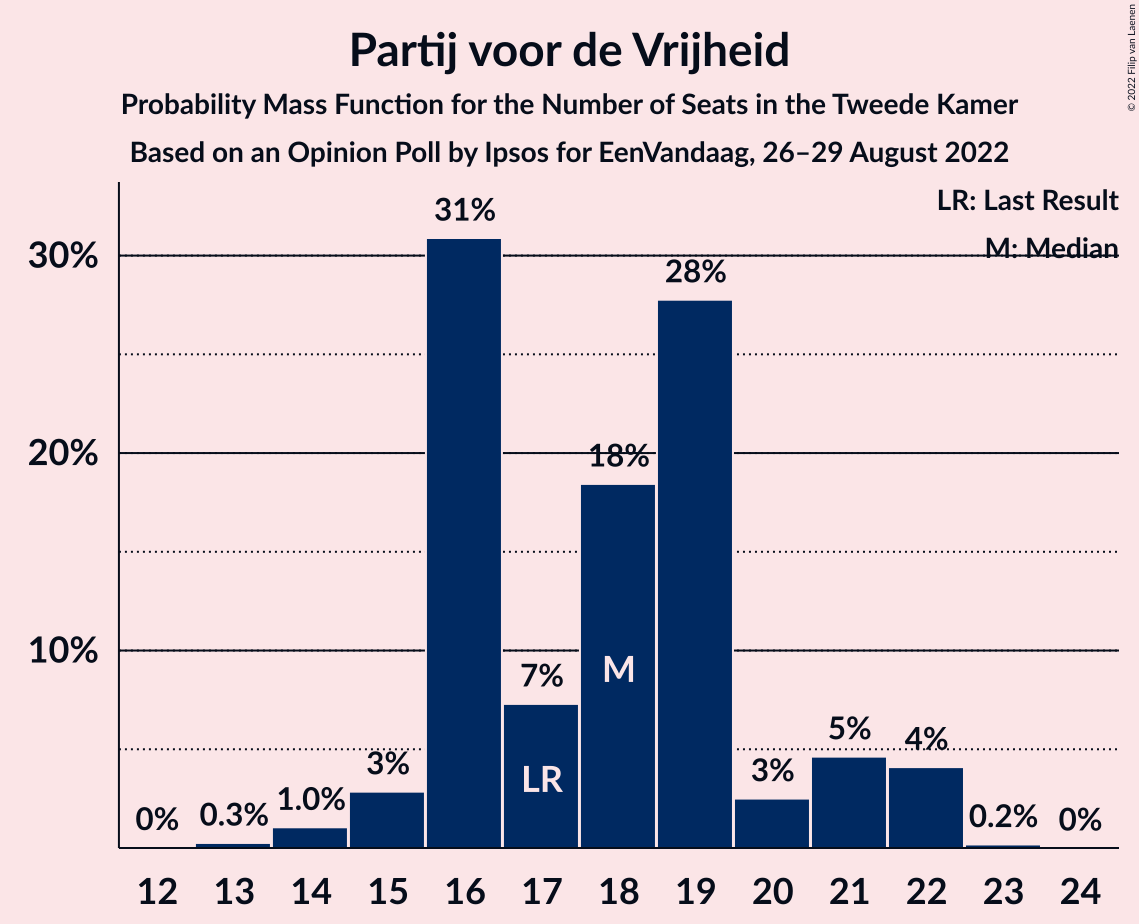 Partij voor de Vrijheid
Probability Mass Function for the Number of Seats in the Tweede Kamer
Based on an Opinion Poll by Ipsos for EenVandaag, 26–29 August 2022
© 2022 Filip van Laenen
LR: Last Result
M: Median
30%
20%
10%
0%
0.3%
1.0%
3%
31%
7%
18%
28%
3%
5%
4%
0.2%
0%
LR
M
12 13 14 15 16 17 18 19 20 21 22 23 24